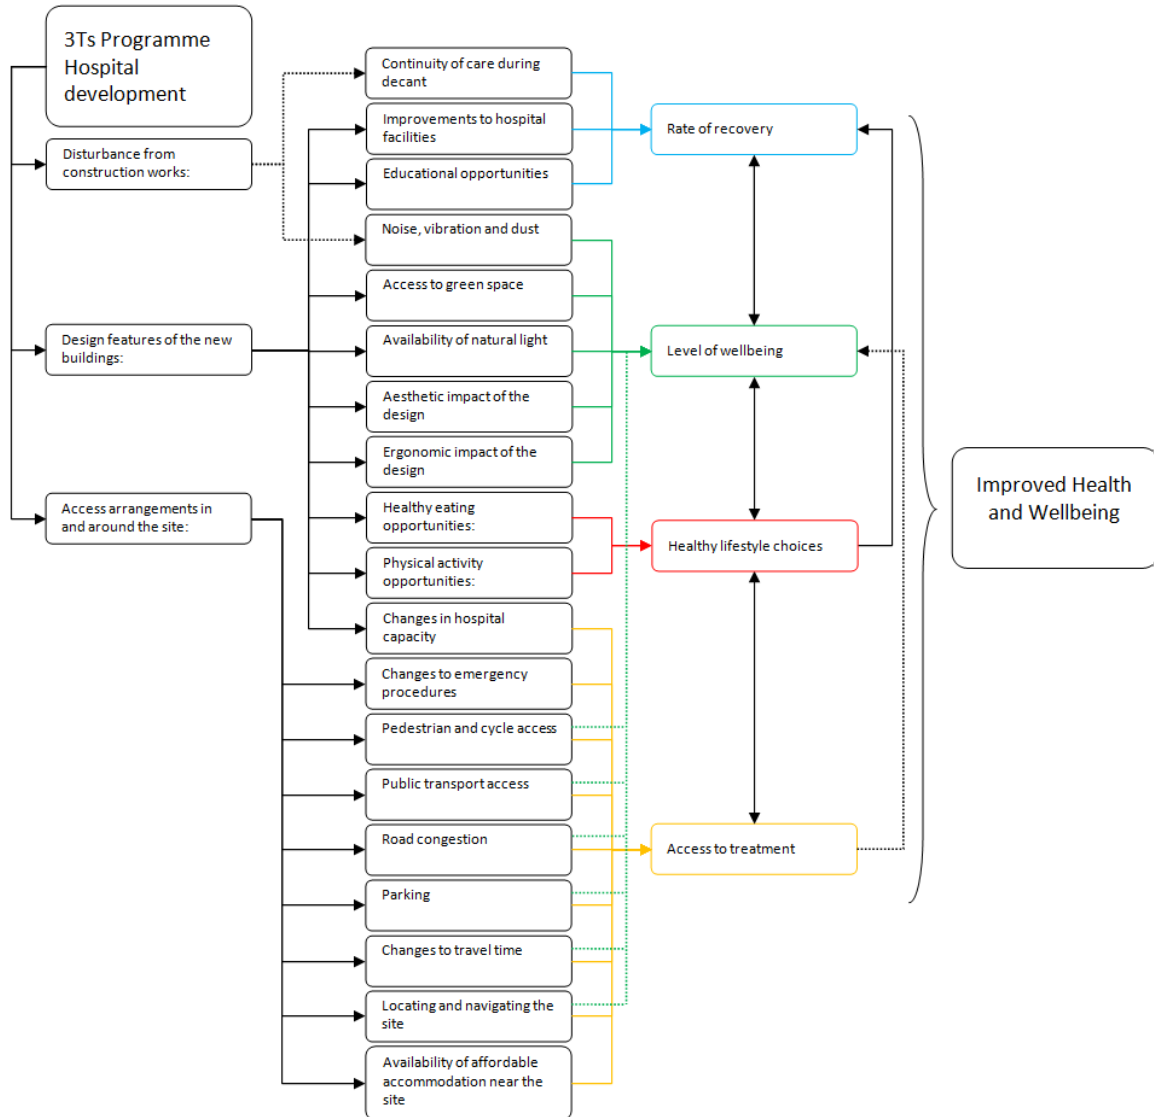 3Ts Programme
Hospital
development
Disturbance from
construction works:
Design features of the new
buildings:
Access arrangements in
and around the site:
Continuity of care during
decant
Improvements to hospital
facilities
Educational opportunities
Noise, vibration and dust
Access to green space
Availability of natural light
Aesthetic impact of the
design
Ergonomic impact of the
design
Healthy eating
opportunities:
Physical activity
opportunities:
Changes in hospital
capacity
Changes to emergency
procedures
Pedestrian and cycle access
Public transport access
Road congestion
Parking
Changes to travel time
Locating and navigating the
site
Availability of affordable
accommodation near the
site
Rate of recovery
Level of wellbeing
Healthy lifestyle choices
Access to treatment
Improved Health
and Wellbeing